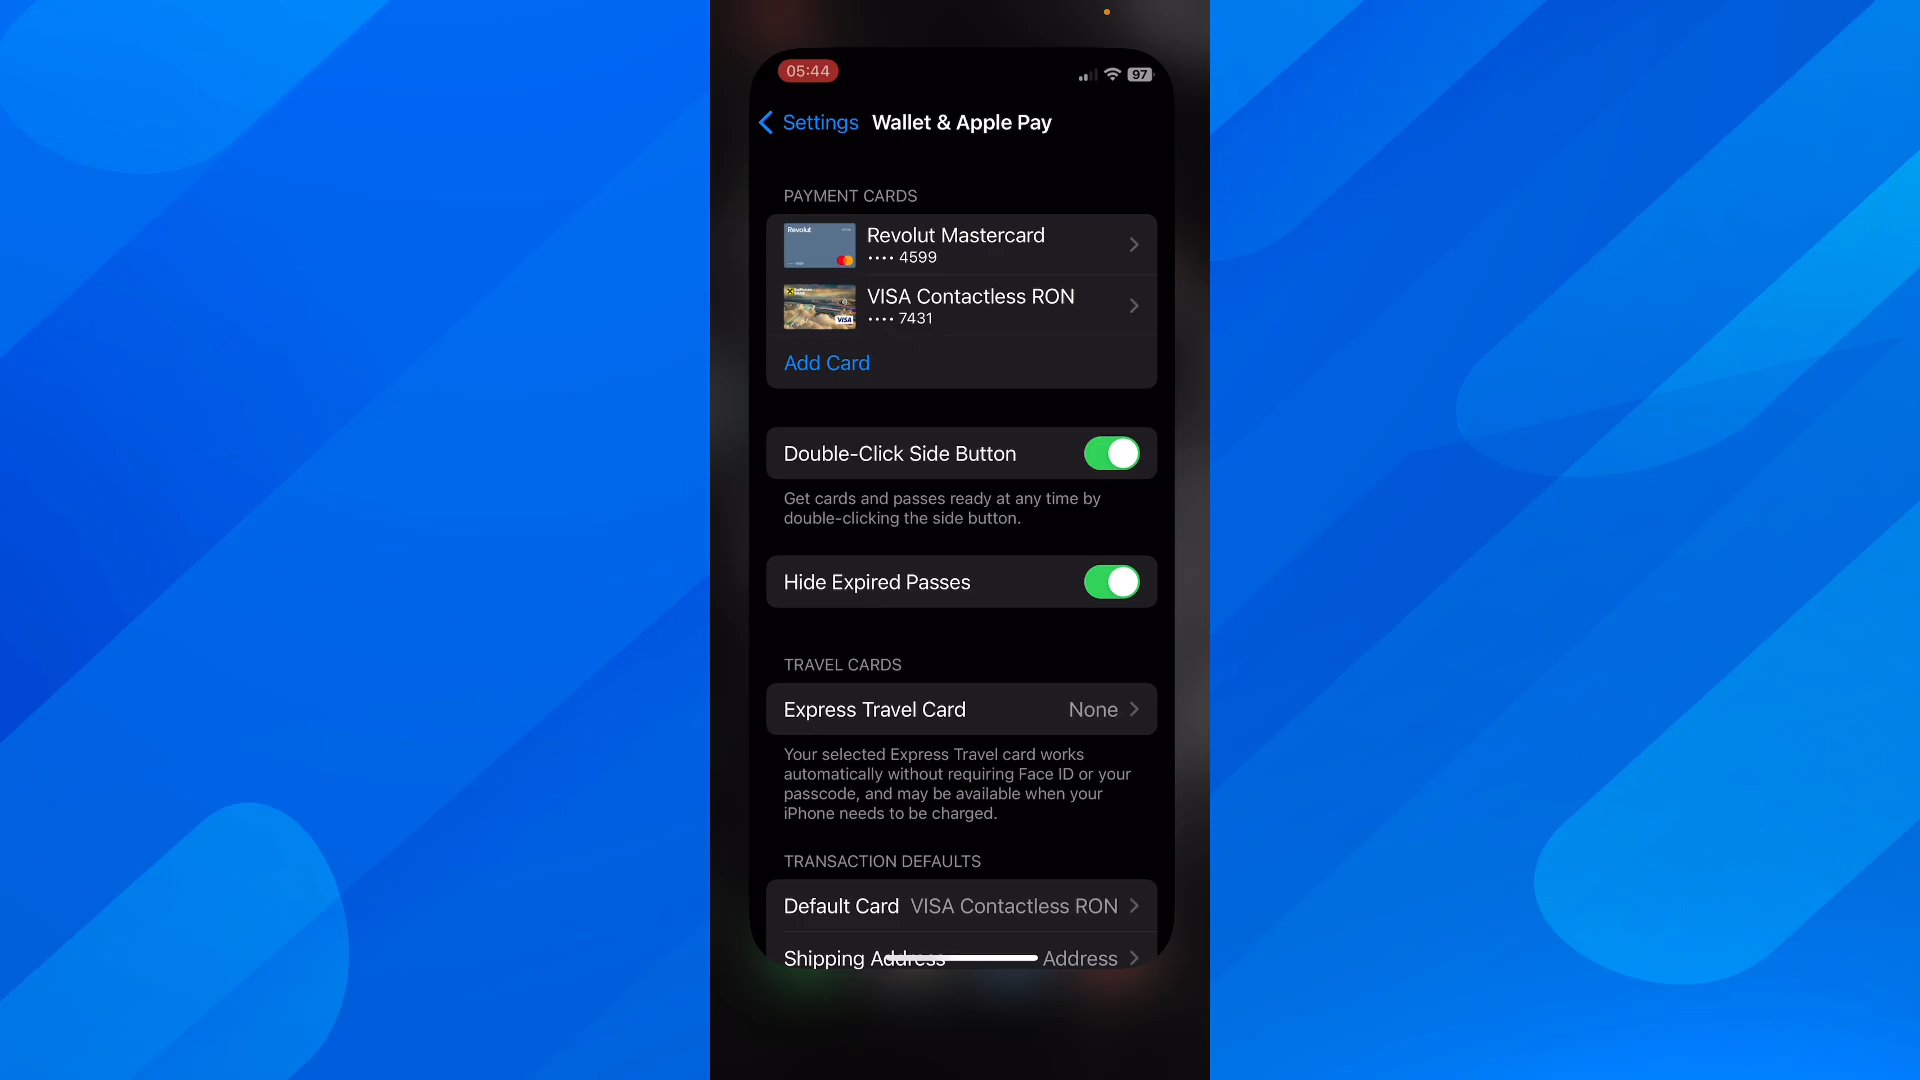 05:44
97
Settings Wallet & Apple Pay
PAYMENT CARDS
Revolut
Revolut Mastercard
•••• 4599
VISA Contactless RON
•••• 7431
VISA
Add Card
Double-Click Side Button
Get cards and passes ready at any time by
double-clicking the side button.
Hide Expired Passes
TRAVEL CARDS
Express Travel Card None
Your selected Express Travel card works
automatically without requiring Face ID or your
passcode, and may be available when your
iPhone needs to be charged.
TRANSACTION DEFAULTS
Default Card VISA Contactless RON
Shipping Address Address